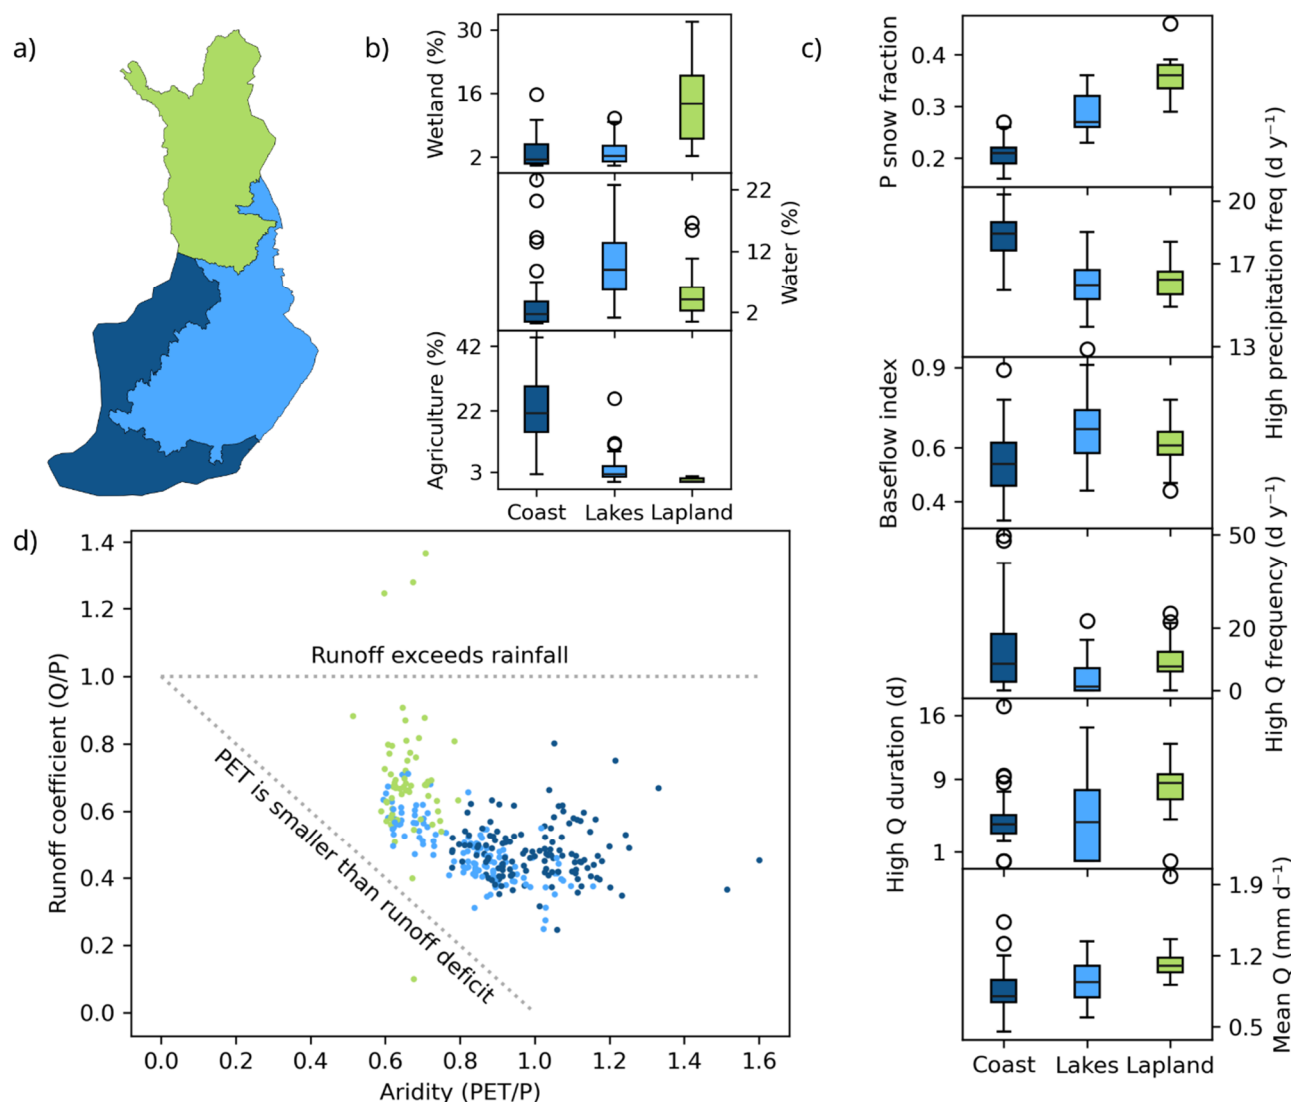 a)
b)
Wetland (%)
30
16
2
Water (%)
22
12
2
Agriculture (%)
42
22
3
Coast
Lakes
Lapland
c)
P snow fraction
0.4
0.3
0.2
High precipitation freq (d y⁻¹)
20
17
13
Baseflow index
0.9
0.6
0.4
High Q frequency (d y⁻¹)
50
20
0
High Q duration (d)
16
9
1
Mean Q (mm d⁻¹)
1.9
1.2
0.5
Coast
Lakes
Lapland
d)
Runoff coefficient (Q/P)
1.4
1.2
1.0
0.8
0.6
0.4
0.2
0.0
Runoff exceeds rainfall
PET is smaller than runoff deficit
0.0
0.2
0.4
0.6
0.8
1.0
1.2
1.4
1.6
Aridity (PET/P)